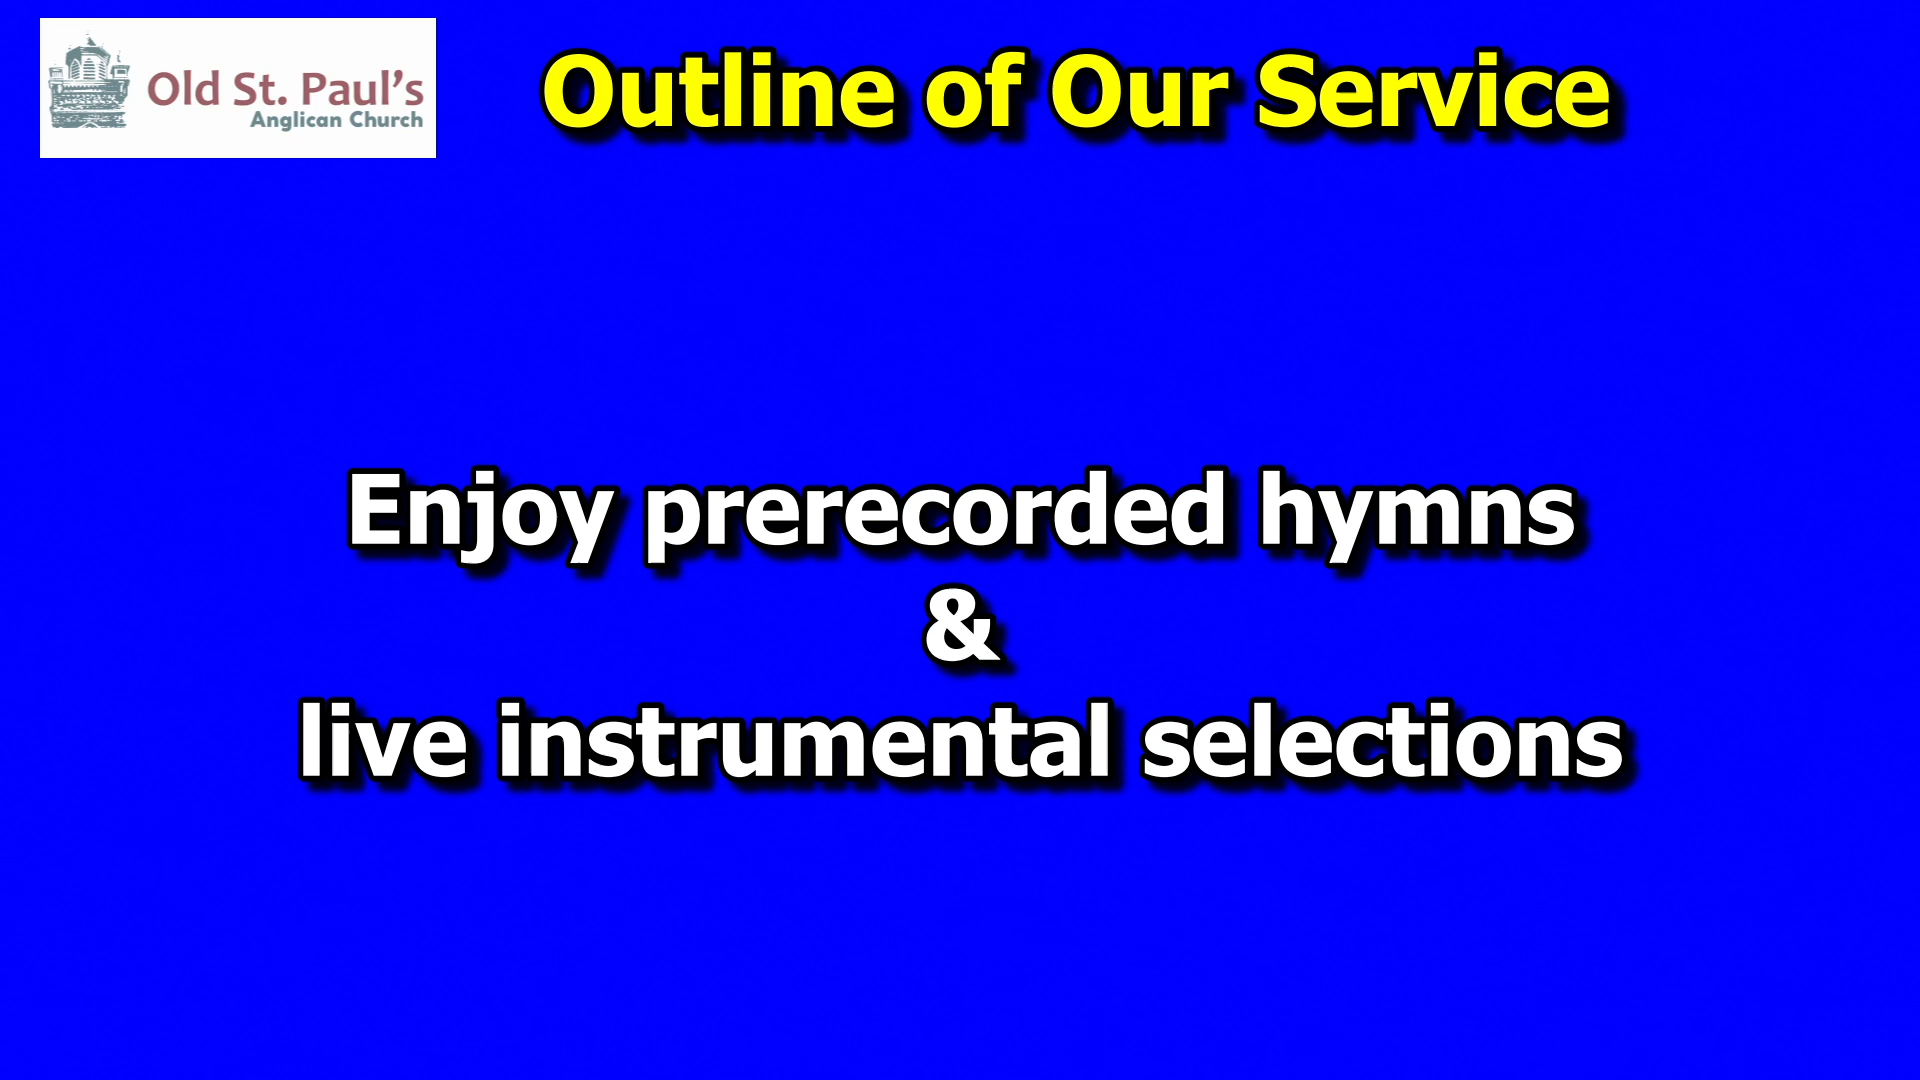 Old St. Paul's
Anglican Church
Outline of Our Service
Enjoy prerecorded hymns
&
live instrumental selections